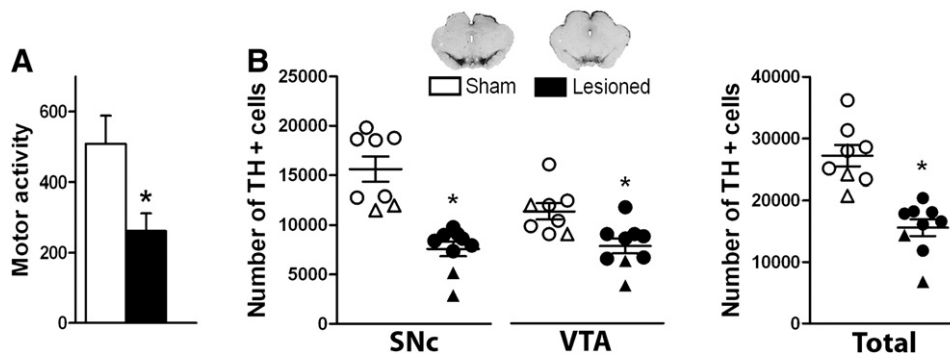 A
Motor activity
600
400
200
0
*
B
Sham
Lesioned
Number of TH + cells
25000
20000
15000
10000
5000
0
*
*
SNc
VTA
Number of TH + cells
40000
30000
20000
10000
0
*
Total